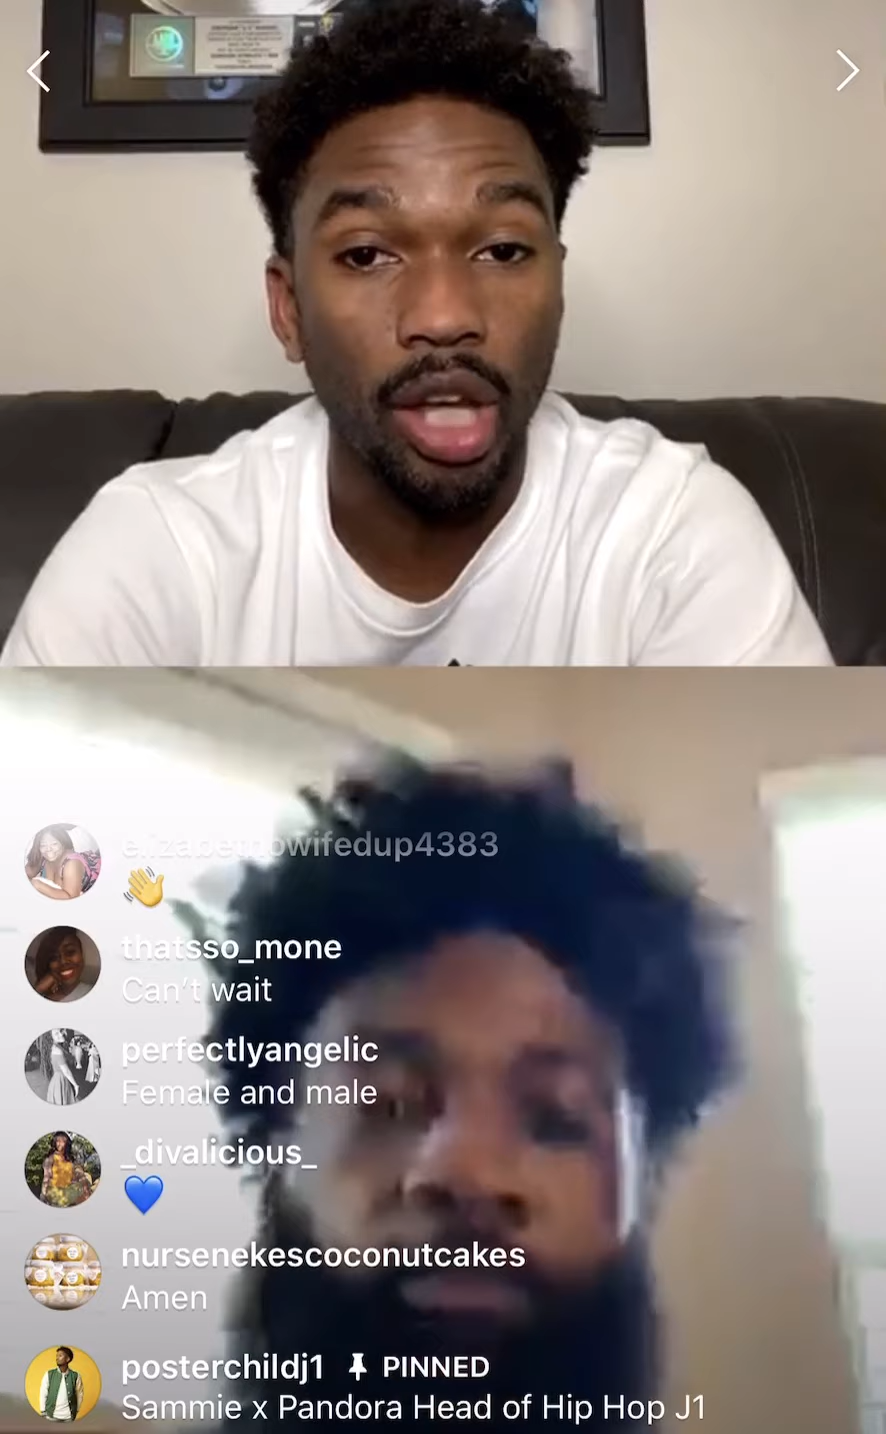 thatsso_mone
Can't wait
perfectlyangelic
Female and male
_divalicious_
nursenekescoconutcakes
Amen
posterchildj1 PINNED
Sammie x Pandora Head of Hip Hop J1